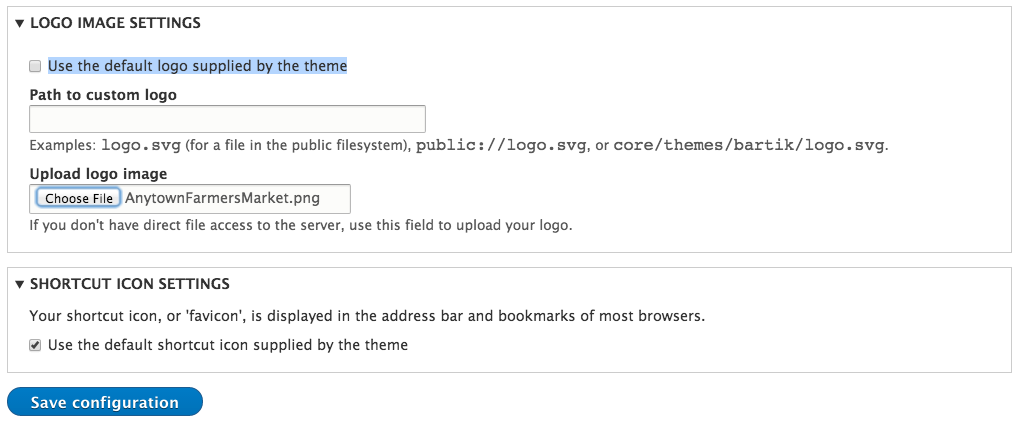 LOGO IMAGE SETTINGS
Use the default logo supplied by the theme
Path to custom logo
Examples: logo.svg (for a file in the public filesystem), public://logo.svg, or core/themes/bartik/logo.svg.
Upload logo image
Choose File AnytownFarmersMarket.png
If you don't have direct file access to the server, use this field to upload your logo.
SHORTCUT ICON SETTINGS
Your shortcut icon, or 'favicon', is displayed in the address bar and bookmarks of most browsers.
Use the default shortcut icon supplied by the theme
Save configuration